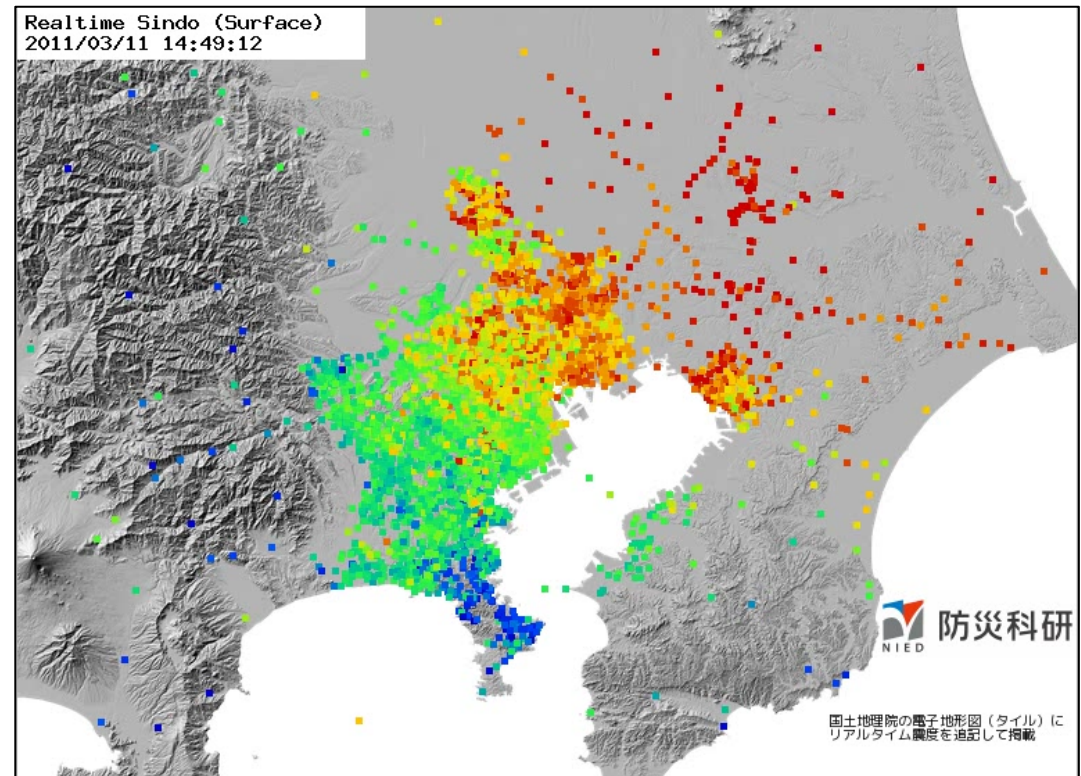 Realtime Sindo (Surface)
2011/03/11 14:49:12
防災科研
NIED
国土地理院の電子地形図（タイル）に
リアルタイム震度を追記して掲載